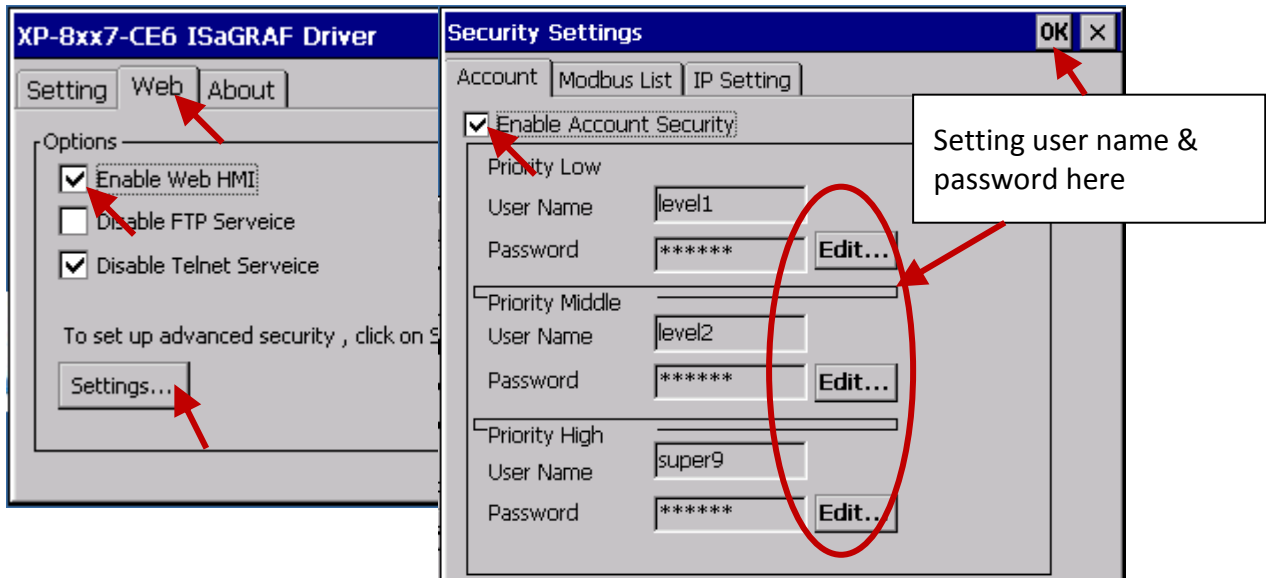 XP-8xx7-CE6 ISaGRAF Driver
Setting Web About
Options
Enable Web HMI
Disable FTP Serveice
Disable Telnet Serveice
To set up advanced security , click on
Settings...
Security Settings OK
Account Modbus List IP Setting
Enable Account Security
Priority Low
User Name level1
Password ****** Edit...
Priority Middle
User Name level2
Password ****** Edit...
Priority High
User Name super9
Password ****** Edit...
Setting user name &
password here